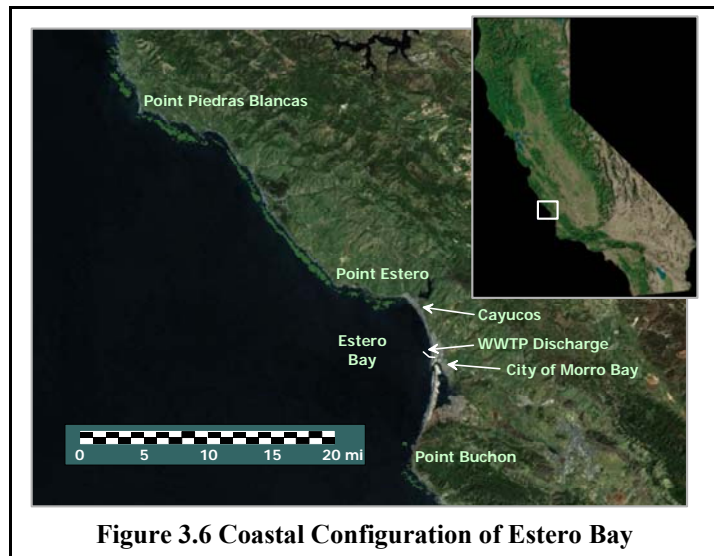 Point Piedras Blancas
Point Estero
Cayucos
WWTP Discharge
Estero
Bay
City of Morro Bay
0 5 10 15 20 mi
Point Buchon
Figure 3.6 Coastal Configuration of Estero Bay